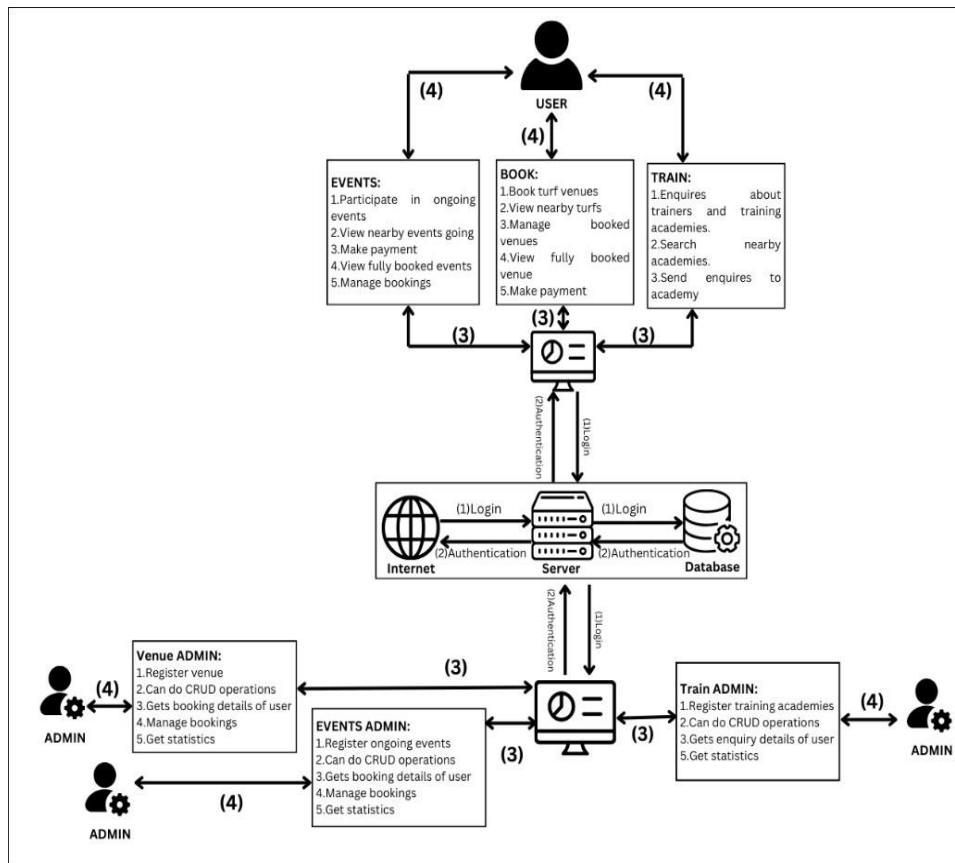 (4)
(4)
USER
(4)
EVENTS:
1.Participate in ongoing
events
2.View nearby events going
3.Make payment
4.View fully booked events
5.Manage bookings
BOOK:
1.Book turf venues
2.View nearby turfs
3.Manage booked
venues
4.View fully booked
venue
5.Make payment
TRAIN:
1.Enquires about
trainers and training
academies.
2.Search nearby
academies.
3.Send enquires to
academy
(3)
(3)
(3)
(2)Authentication
(1)Login
(1)Login
(1)Login
(2)Authentication
(2)Authentication
Internet
Server
Database
(2)Authentication
(1)Login
Venue ADMIN:
1.Register venue
2.Can do CRUD operations
3.Gets booking details of user
4.Manage bookings
5.Get statistics
(3)
(4)
ADMIN
EVENTS ADMIN:
1.Register ongoing events
2.Can do CRUD operations
3.Gets booking details of user
4.Manage bookings
5.Get statistics
(3)
(4)
ADMIN
(3)
Train ADMIN:
1.Register training academies
2.Can do CRUD operations
3.Gets enquiry details of user
5.Get statistics
(4)
ADMIN